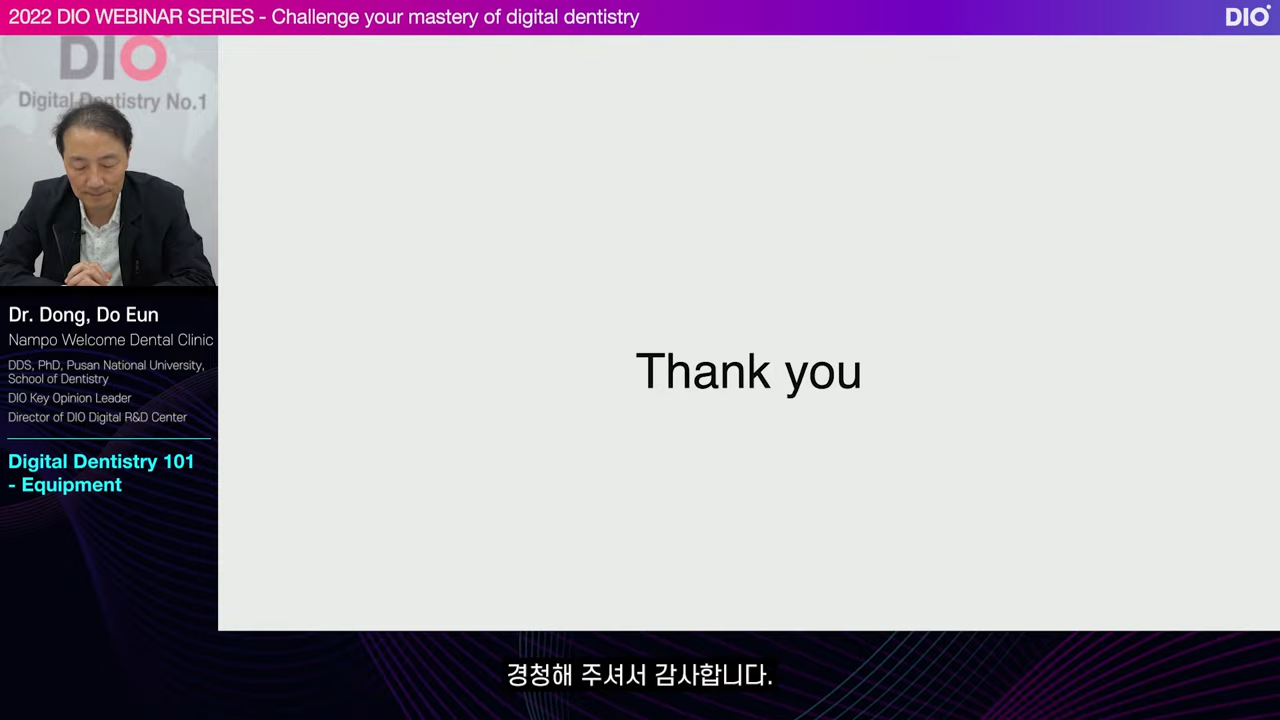 2022 DIO WEBINAR SERIES - Challenge your mastery of digital dentistry
DIO
DIO
Digital Dentistry No.1
Dr. Dong, Do Eun
Nampo Welcome Dental Clinic
DDS, PhD, Pusan National University,
School of Dentistry
DIO Key Opinion Leader
Director of DIO Digital R&D Center
Digital Dentistry 101
- Equipment
Thank you
경청해 주셔서 감사합니다.